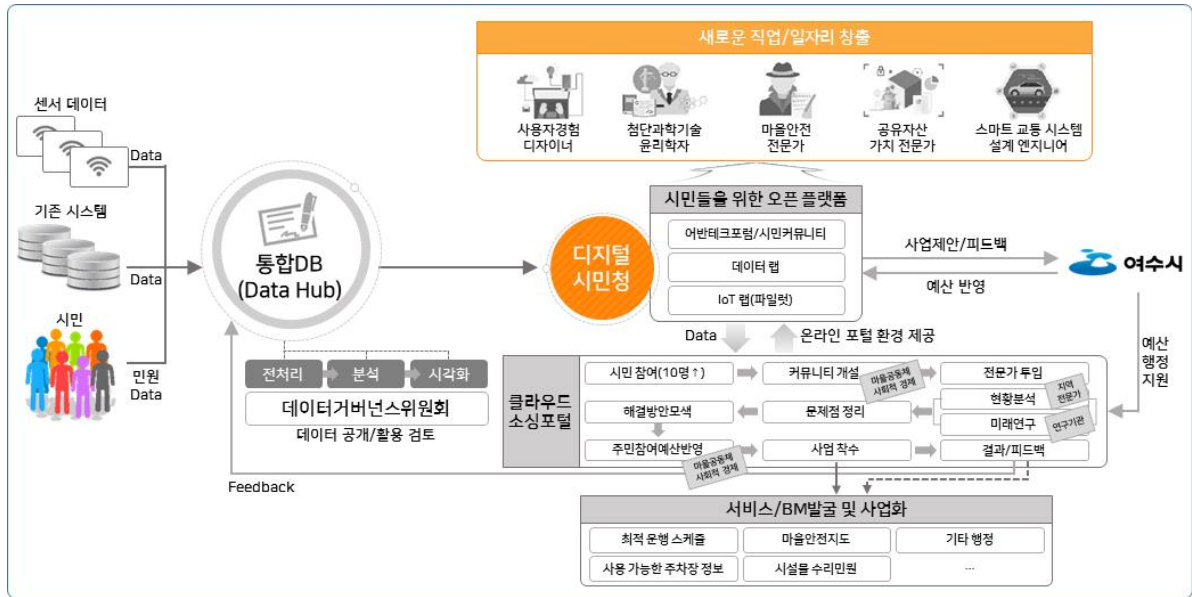 새로운 직업/일자리 창출
사용자경험
디자이너
첨단과학기술
윤리학자
마을안전
전문가
공유자산
가치 전문가
스마트 교통 시스템
설계 엔지니어
센서 데이터
Data
기존 시스템
Data
시민
민원
Data
통합DB
(Data Hub)
전처리
분석
시각화
데이터거버넌스위원회
데이터 공개/활용 검토
Feedback
디지털
시민청
시민들을 위한 오픈 플랫폼
어반테크포럼/시민커뮤니티
데이터 랩
IoT 랩(파일럿)
사업제안/피드백
예산 반영
여수시
예산
행정
지원
Data
온라인 포털 환경 제공
클라우드
소싱포털
시민 참여(10명↑)
커뮤니티 개설
마을공동체
사회적 경제
전문가 투입
해결방안모색
문제점 정리
현황분석
지역
전문가
미래연구
연구기관
주민참여예산반영
마을공동체
사회적 경제
사업 착수
결과/피드백
서비스/BM발굴 및 사업화
최적 운행 스케줄
마을안전지도
기타 행정
사용 가능한 주차장 정보
시설물 수리민원
...